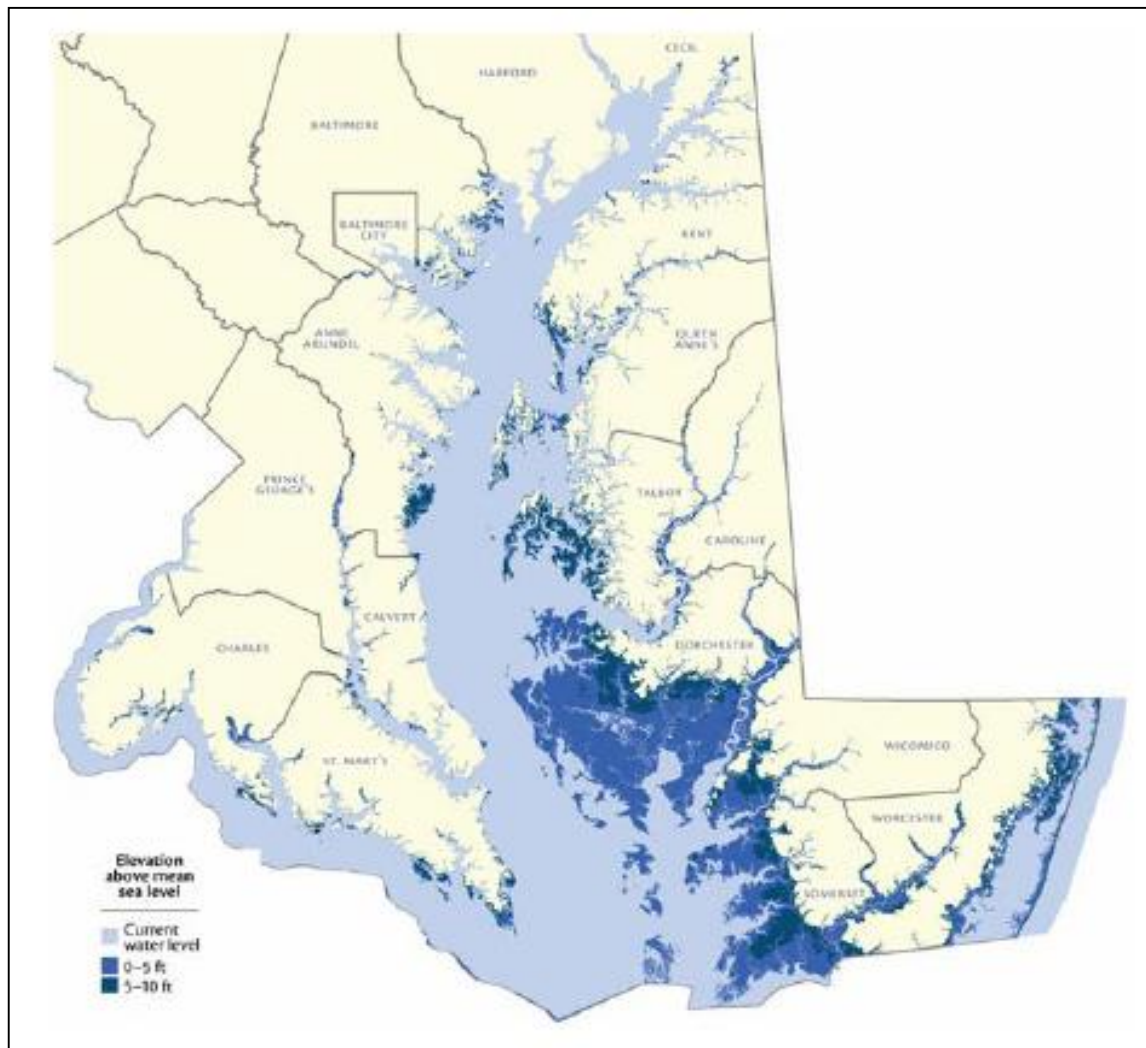 CECIL
HARFORD
BALTIMORE
BALTIMORE
CITY
KENT
QUEEN
ANNE'S
ANNE
ARUNDEL
PRINCE
GEORGE'S
TALBOT
CAROLINE
CALVERT
DORCHESTER
CHARLES
ST. MARY'S
WICOMICO
WORCESTER
SOMERSET
Elevation
above mean
sea level
Current
water level
0–5 ft
5–10 ft